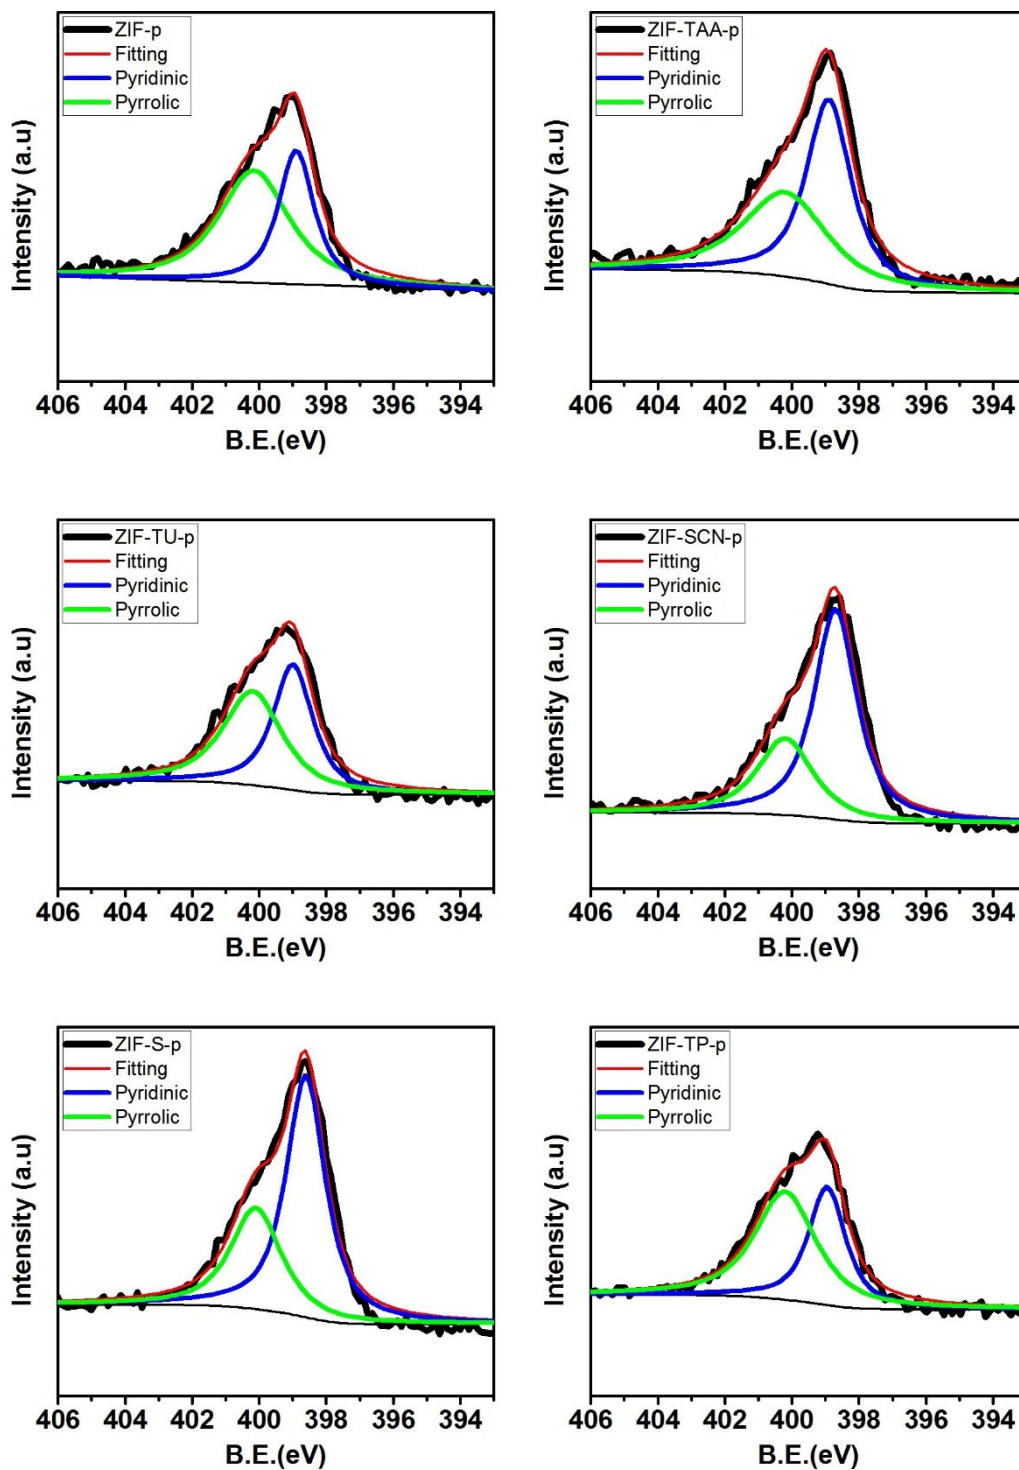 ZIF-p
Fitting
Pyridinic
Pyrrolic
Intensity (a.u)
406 404 402 400 398 396 394
B.E.(eV)
ZIF-TAA-p
Fitting
Pyridinic
Pyrrolic
Intensity (a.u)
406 404 402 400 398 396 394
B.E.(eV)
ZIF-TU-p
Fitting
Pyridinic
Pyrrolic
Intensity (a.u)
406 404 402 400 398 396 394
B.E.(eV)
ZIF-SCN-p
Fitting
Pyridinic
Pyrrolic
Intensity (a.u)
406 404 402 400 398 396 394
B.E.(eV)
ZIF-S-p
Fitting
Pyridinic
Pyrrolic
Intensity (a.u)
406 404 402 400 398 396 394
B.E.(eV)
ZIF-TP-p
Fitting
Pyridinic
Pyrrolic
Intensity (a.u)
406 404 402 400 398 396 394
B.E.(eV)